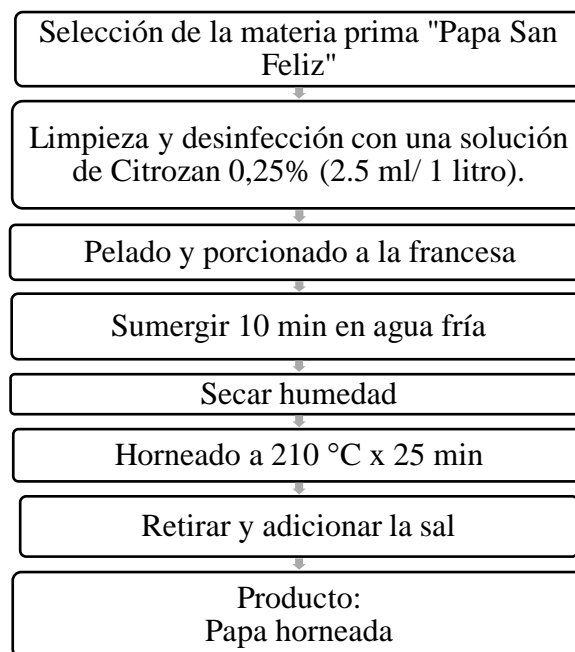 Selección de la materia prima "Papa San
Feliz"
Limpieza y desinfección con una solución
de Citrozan 0,25% (2.5 ml/ 1 litro).
Pelado y porcionado a la francesa
Sumergir 10 min en agua fría
Secar humedad
Horneado a 210 °C x 25 min
Retirar y adicionar la sal
Producto:
Papa horneada